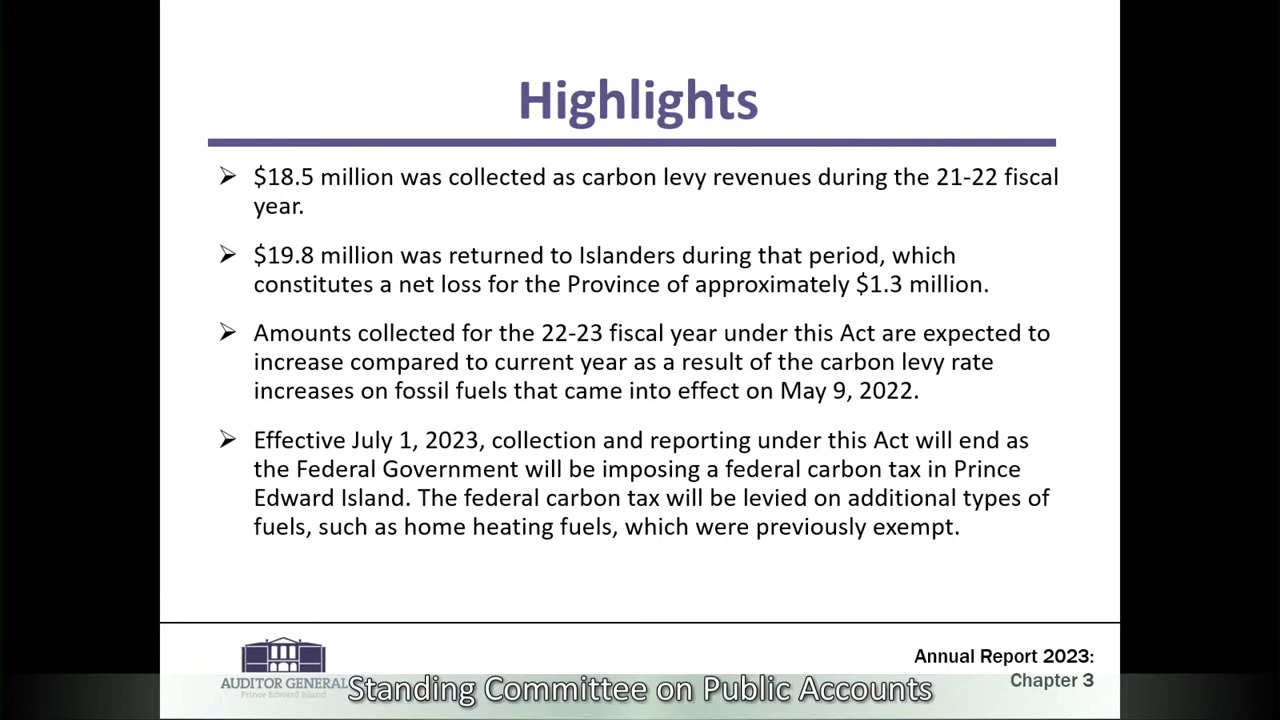 Highlights
➢ $18.5 million was collected as carbon levy revenues during the 21-22 fiscal
year.
➢ $19.8 million was returned to Islanders during that period, which
constitutes a net loss for the Province of approximately $1.3 million.
➢ Amounts collected for the 22-23 fiscal year under this Act are expected to
increase compared to current year as a result of the carbon levy rate
increases on fossil fuels that came into effect on May 9, 2022.
➢ Effective July 1, 2023, collection and reporting under this Act will end as
the Federal Government will be imposing a federal carbon tax in Prince
Edward Island. The federal carbon tax will be levied on additional types of
fuels, such as home heating fuels, which were previously exempt.
AUDITOR GENERAL
Prince Edward Island
Annual Report 2023:
Chapter 3
Standing Committee on Public Accounts